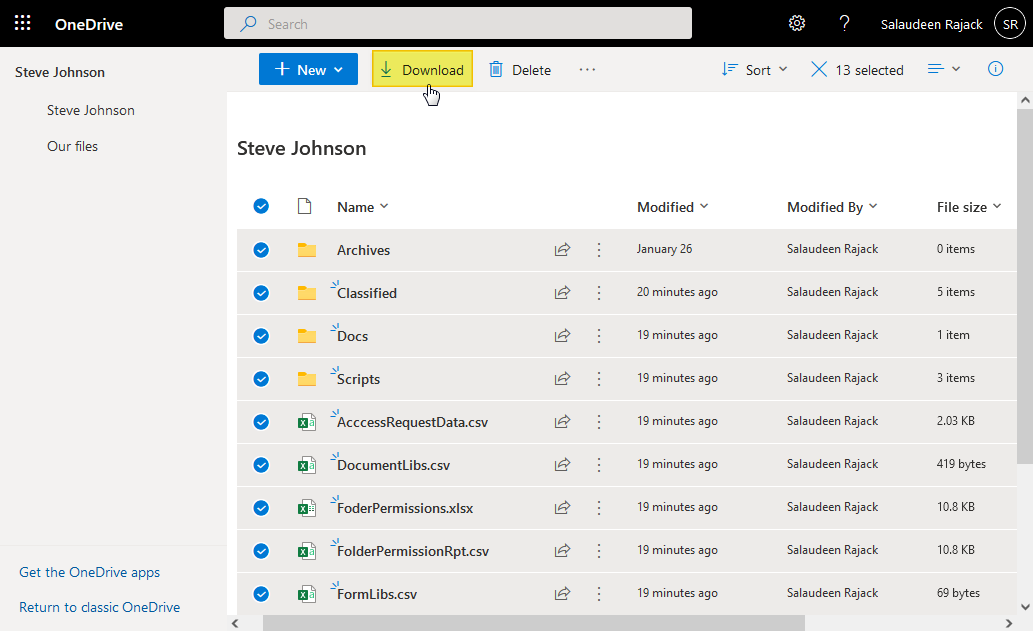 OneDrive Search ? Salaudeen Rajack SR
Steve Johnson
Steve Johnson
Our files
Get the OneDrive apps
Return to classic OneDrive
New Download Delete ··· Sort 13 selected
Steve Johnson
Name Modified Modified By File size
Archives January 26 Salaudeen Rajack 0 items
Classified 20 minutes ago Salaudeen Rajack 5 items
Docs 19 minutes ago Salaudeen Rajack 1 item
Scripts 19 minutes ago Salaudeen Rajack 3 items
AcccessRequestData.csv 19 minutes ago Salaudeen Rajack 2.03 KB
DocumentLibs.csv 19 minutes ago Salaudeen Rajack 419 bytes
FoderPermissions.xlsx 19 minutes ago Salaudeen Rajack 10.8 KB
FolderPermissionRpt.csv 19 minutes ago Salaudeen Rajack 10.8 KB
FormLibs.csv 19 minutes ago Salaudeen Rajack 69 bytes